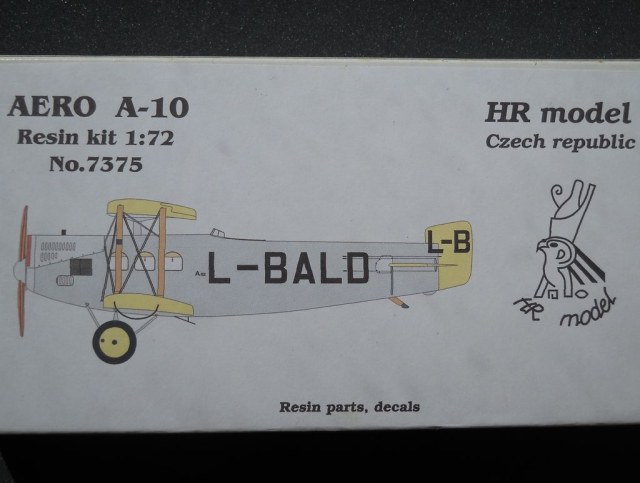 AERO A-10
Resin kit 1:72
No.7375
HR model
Czech republic
L-B
L-BALD
HR model
Resin parts, decals